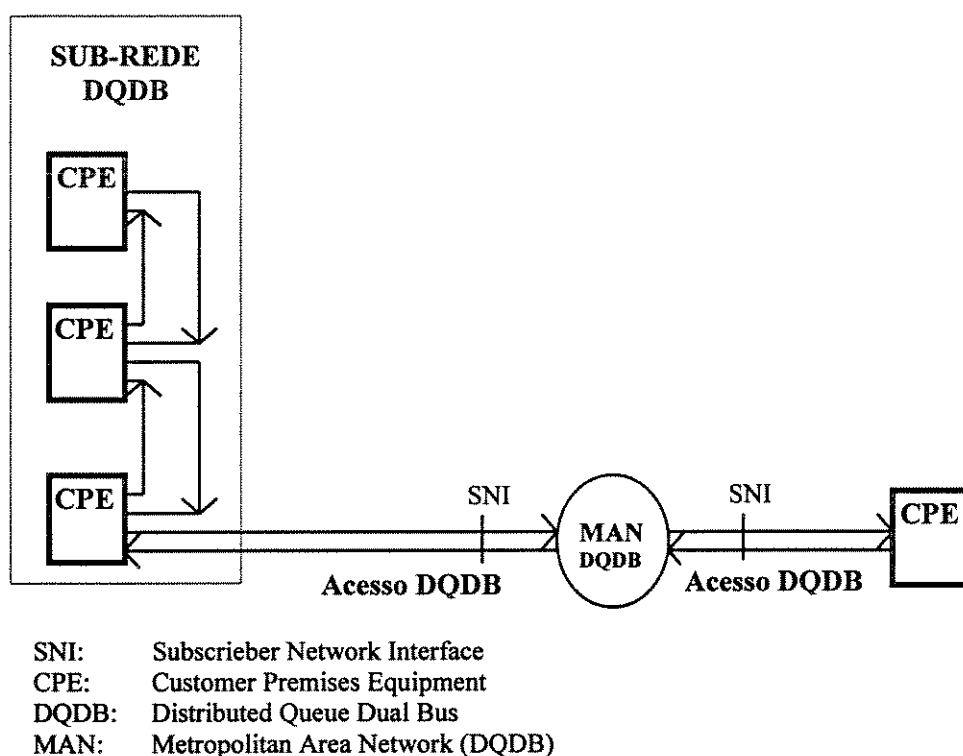 SUB-REDE
DQDB
CPE
CPE
CPE
SNI
MAN
DQDB
SNI
CPE
Acesso DQDB
Acesso DQDB
SNI: Subscrieber Network Interface
CPE: Customer Premises Equipment
DQDB: Distributed Queue Dual Bus
MAN: Metropolitan Area Network (DQDB)